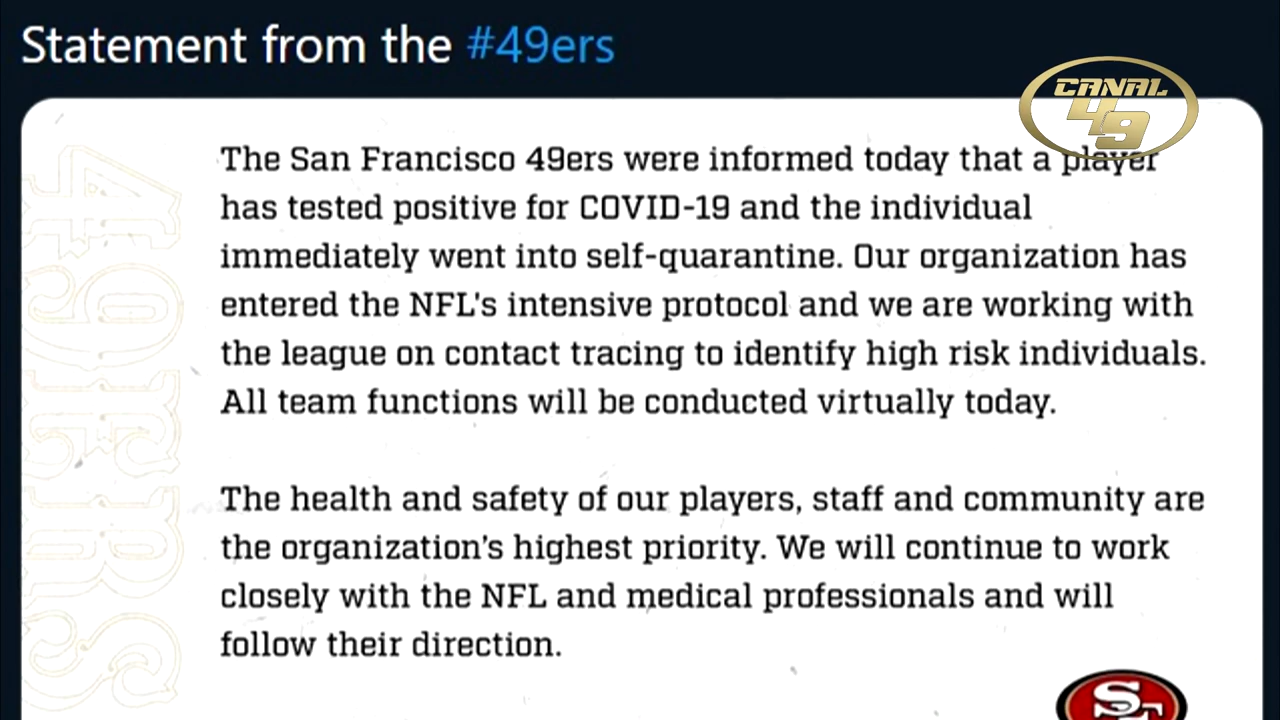 Statement from the #49ers
CANAL
49
The San Francisco 49ers were informed today that a player
has tested positive for COVID-19 and the individual
immediately went into self-quarantine. Our organization has
entered the NFL's intensive protocol and we are working with
the league on contact tracing to identify high risk individuals.
All team functions will be conducted virtually today.
The health and safety of our players, staff and community are
the organization's highest priority. We will continue to work
closely with the NFL and medical professionals and will
follow their direction.
49ERS
SF